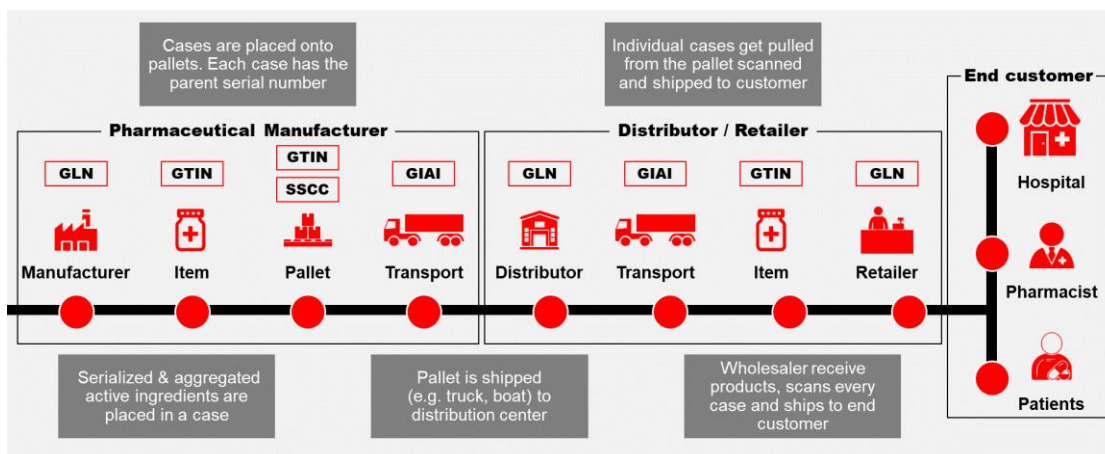 Cases are placed onto
pallets. Each case has the
parent serial number
Individual cases get pulled
from the pallet scanned
and shipped to customer
Pharmaceutical Manufacturer
Distributor / Retailer
End customer
GLN
GTIN
GTIN
SSCC
GIAI
GLN
GIAI
GTIN
GLN
Manufacturer
Item
Pallet
Transport
Distributor
Transport
Item
Retailer
Hospital
Pharmacist
Patients
Serialized & aggregated
active ingredients are
placed in a case
Pallet is shipped
(e.g. truck, boat) to
distribution center
Wholesaler receive
products, scans every
case and ships to end
customer